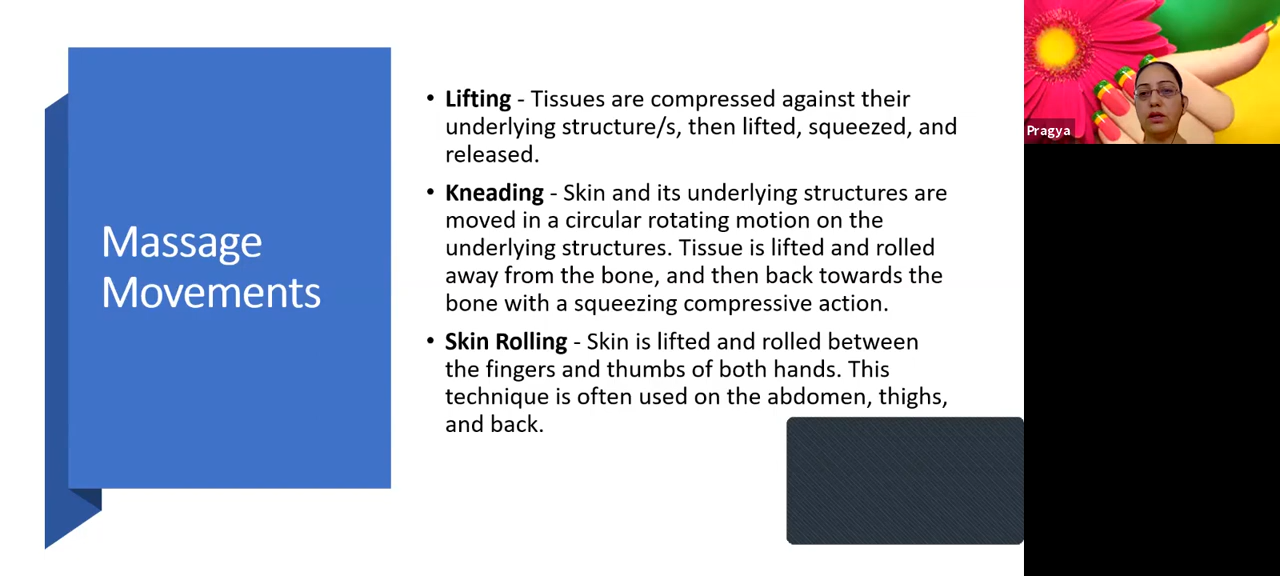 Massage
Movements
• Lifting - Tissues are compressed against their
underlying structure/s, then lifted, squeezed, and
released.
• Kneading - Skin and its underlying structures are
moved in a circular rotating motion on the
underlying structures. Tissue is lifted and rolled
away from the bone, and then back towards the
bone with a squeezing compressive action.
• Skin Rolling - Skin is lifted and rolled between
the fingers and thumbs of both hands. This
technique is often used on the abdomen, thighs,
and back.
Pragya